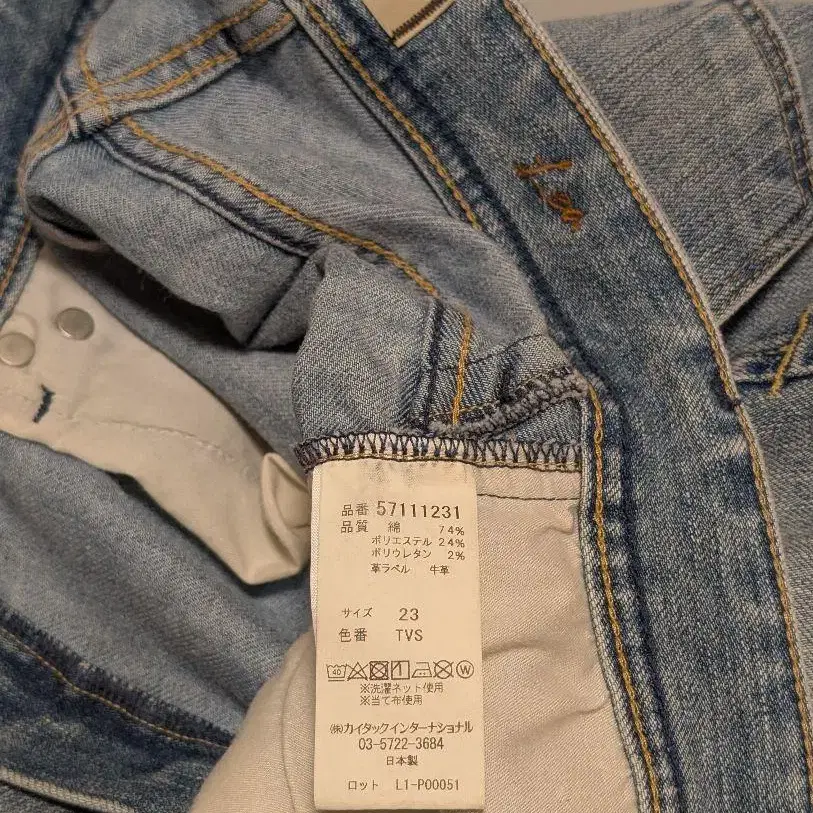 品番 57111231
品質 綿 74%
ポリエステル 24%
ポリウレタン 2%
革ラベル 牛革
サイズ 23
色番 TVS
40 1 W
※洗濯ネット使用
※当て布使用
㈱カイタックインターナショナル
03-5722-3684
日本製
ロット L1-P00051